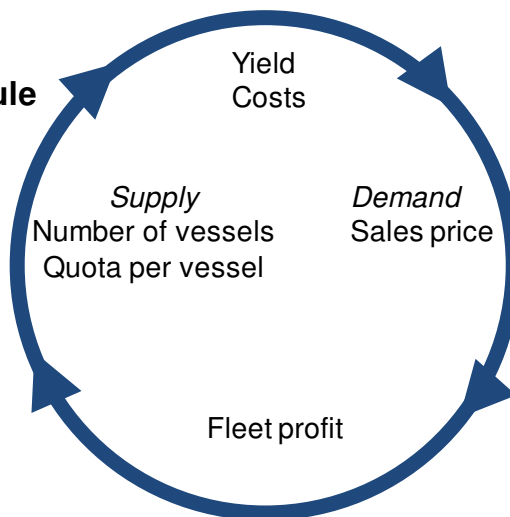 Yield
Costs
ule
Supply
Number of vessels
Quota per vessel
Demand
Sales price
Fleet profit